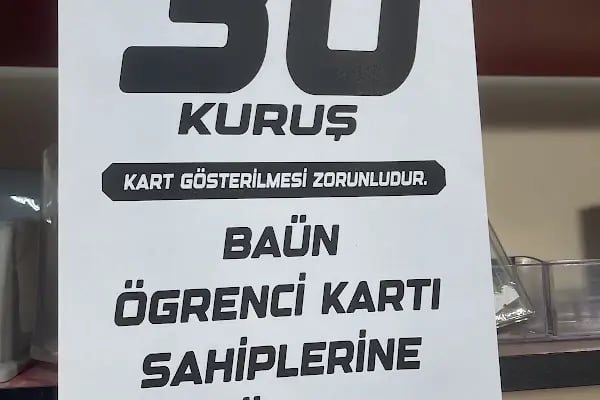 30
KURUŞ
KART GÖSTERİLMESİ ZORUNLUDUR.
BAÜN
ÖGRENCİ KARTI
SAHİPLERİNE